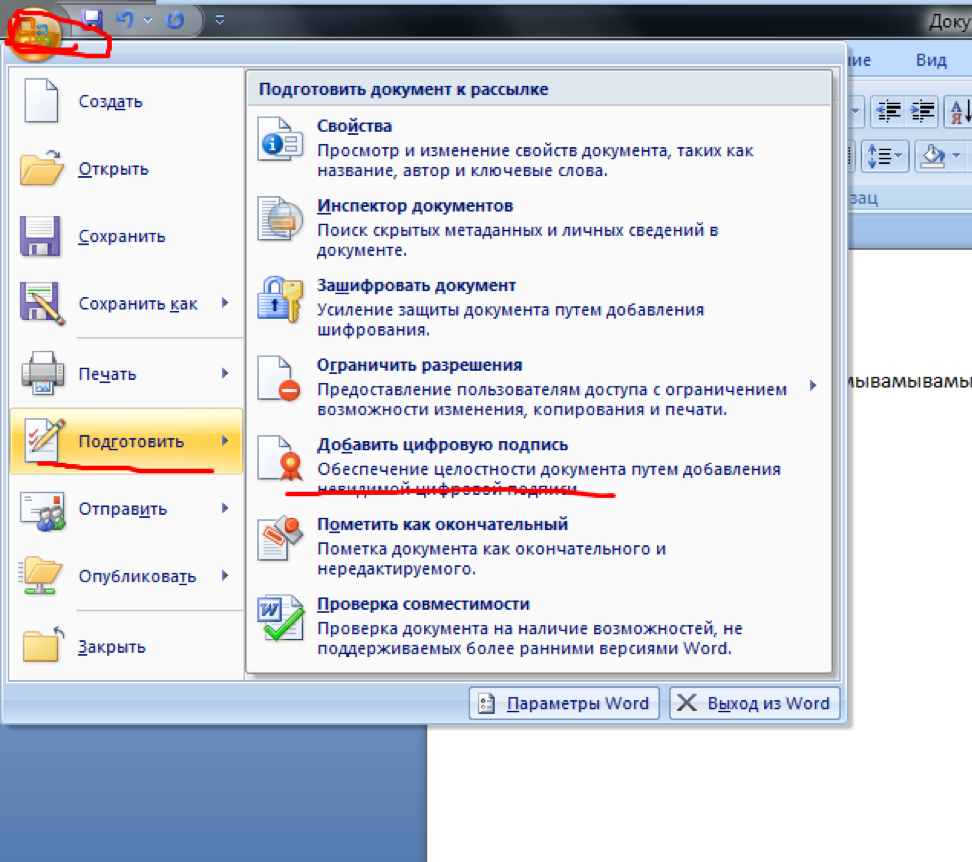 Доку
ние
Вид
Создать
Открыть
Сохранить
Сохранить как
Печать
Подготовить
Отправить
Опубликовать
Закрыть
Подготовить документ к рассылке
Свойства
Просмотр и изменение свойств документа, таких как
название, автор и ключевые слова.
Инспектор документов
Поиск скрытых метаданных и личных сведений в
документе.
Зашифровать документ
Усиление защиты документа путем добавления
шифрования.
Ограничить разрешения
Предоставление пользователям доступа с ограничением
возможности изменения, копирования и печати.
Добавить цифровую подпись
Обеспечение целостности документа путем добавления
невидимой цифровой подписи.
Пометить как окончательный
Пометка документа как окончательного и
нередактируемого.
Проверка совместимости
Проверка документа на наличие возможностей, не
поддерживаемых более ранними версиями Word.
Параметры Word
Выход из Word
зац
мывамывамы